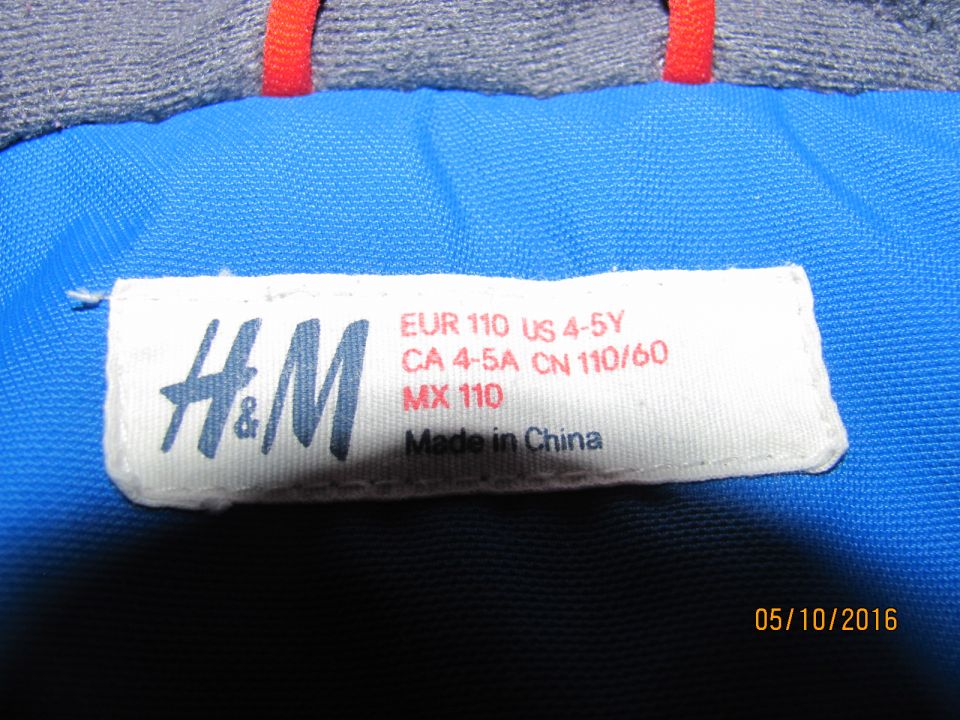 H&M
EUR 110 US 4-5Y
CA 4-5A CN 110/60
MX 110
Made in China
05/10/2016